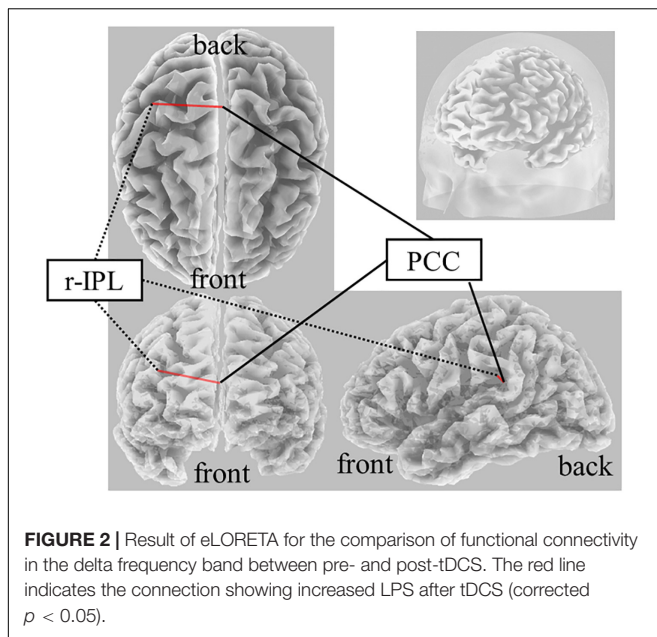 back
r-IPL
front
PCC
front
front
back
FIGURE 2 | Result of eLORETA for the comparison of functional connectivity
in the delta frequency band between pre- and post-tDCS. The red line
indicates the connection showing increased LPS after tDCS (corrected
p < 0.05).